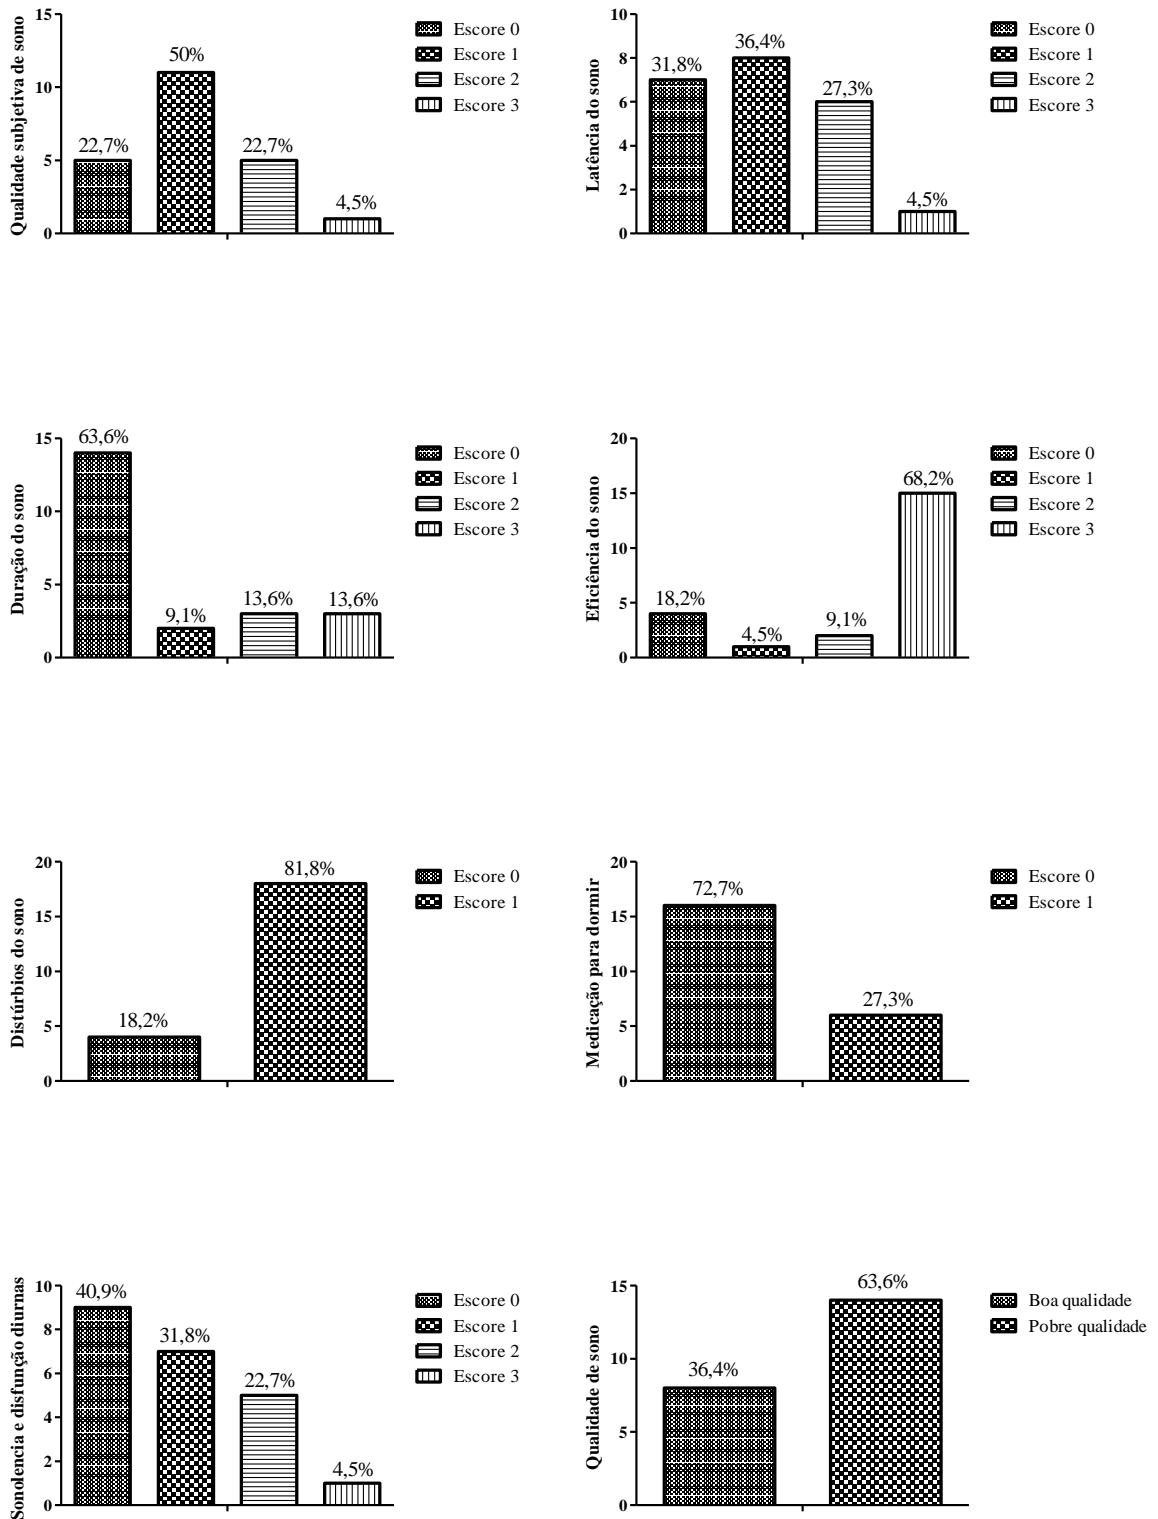 Qualidade subjetiva de sono
15
10
5
0
22,7%
50%
22,7%
4,5%
Escore 0
Escore 1
Escore 2
Escore 3
Latência do sono
10
8
6
4
2
0
31,8%
36,4%
27,3%
4,5%
Escore 0
Escore 1
Escore 2
Escore 3
Duração do sono
15
10
5
0
63,6%
9,1%
13,6%
13,6%
Escore 0
Escore 1
Escore 2
Escore 3
Eficiência do sono
20
15
10
5
0
18,2%
4,5%
9,1%
68,2%
Escore 0
Escore 1
Escore 2
Escore 3
Distúrbios do sono
20
15
10
5
0
18,2%
81,8%
Escore 0
Escore 1
Medicação para dormir
20
15
10
5
0
72,7%
27,3%
Escore 0
Escore 1
Sonolencia e disfunção diurnas
10
8
6
4
2
0
40,9%
31,8%
22,7%
4,5%
Escore 0
Escore 1
Escore 2
Escore 3
Qualidade de sono
15
10
5
0
36,4%
63,6%
Boa qualidade
Pobre qualidade